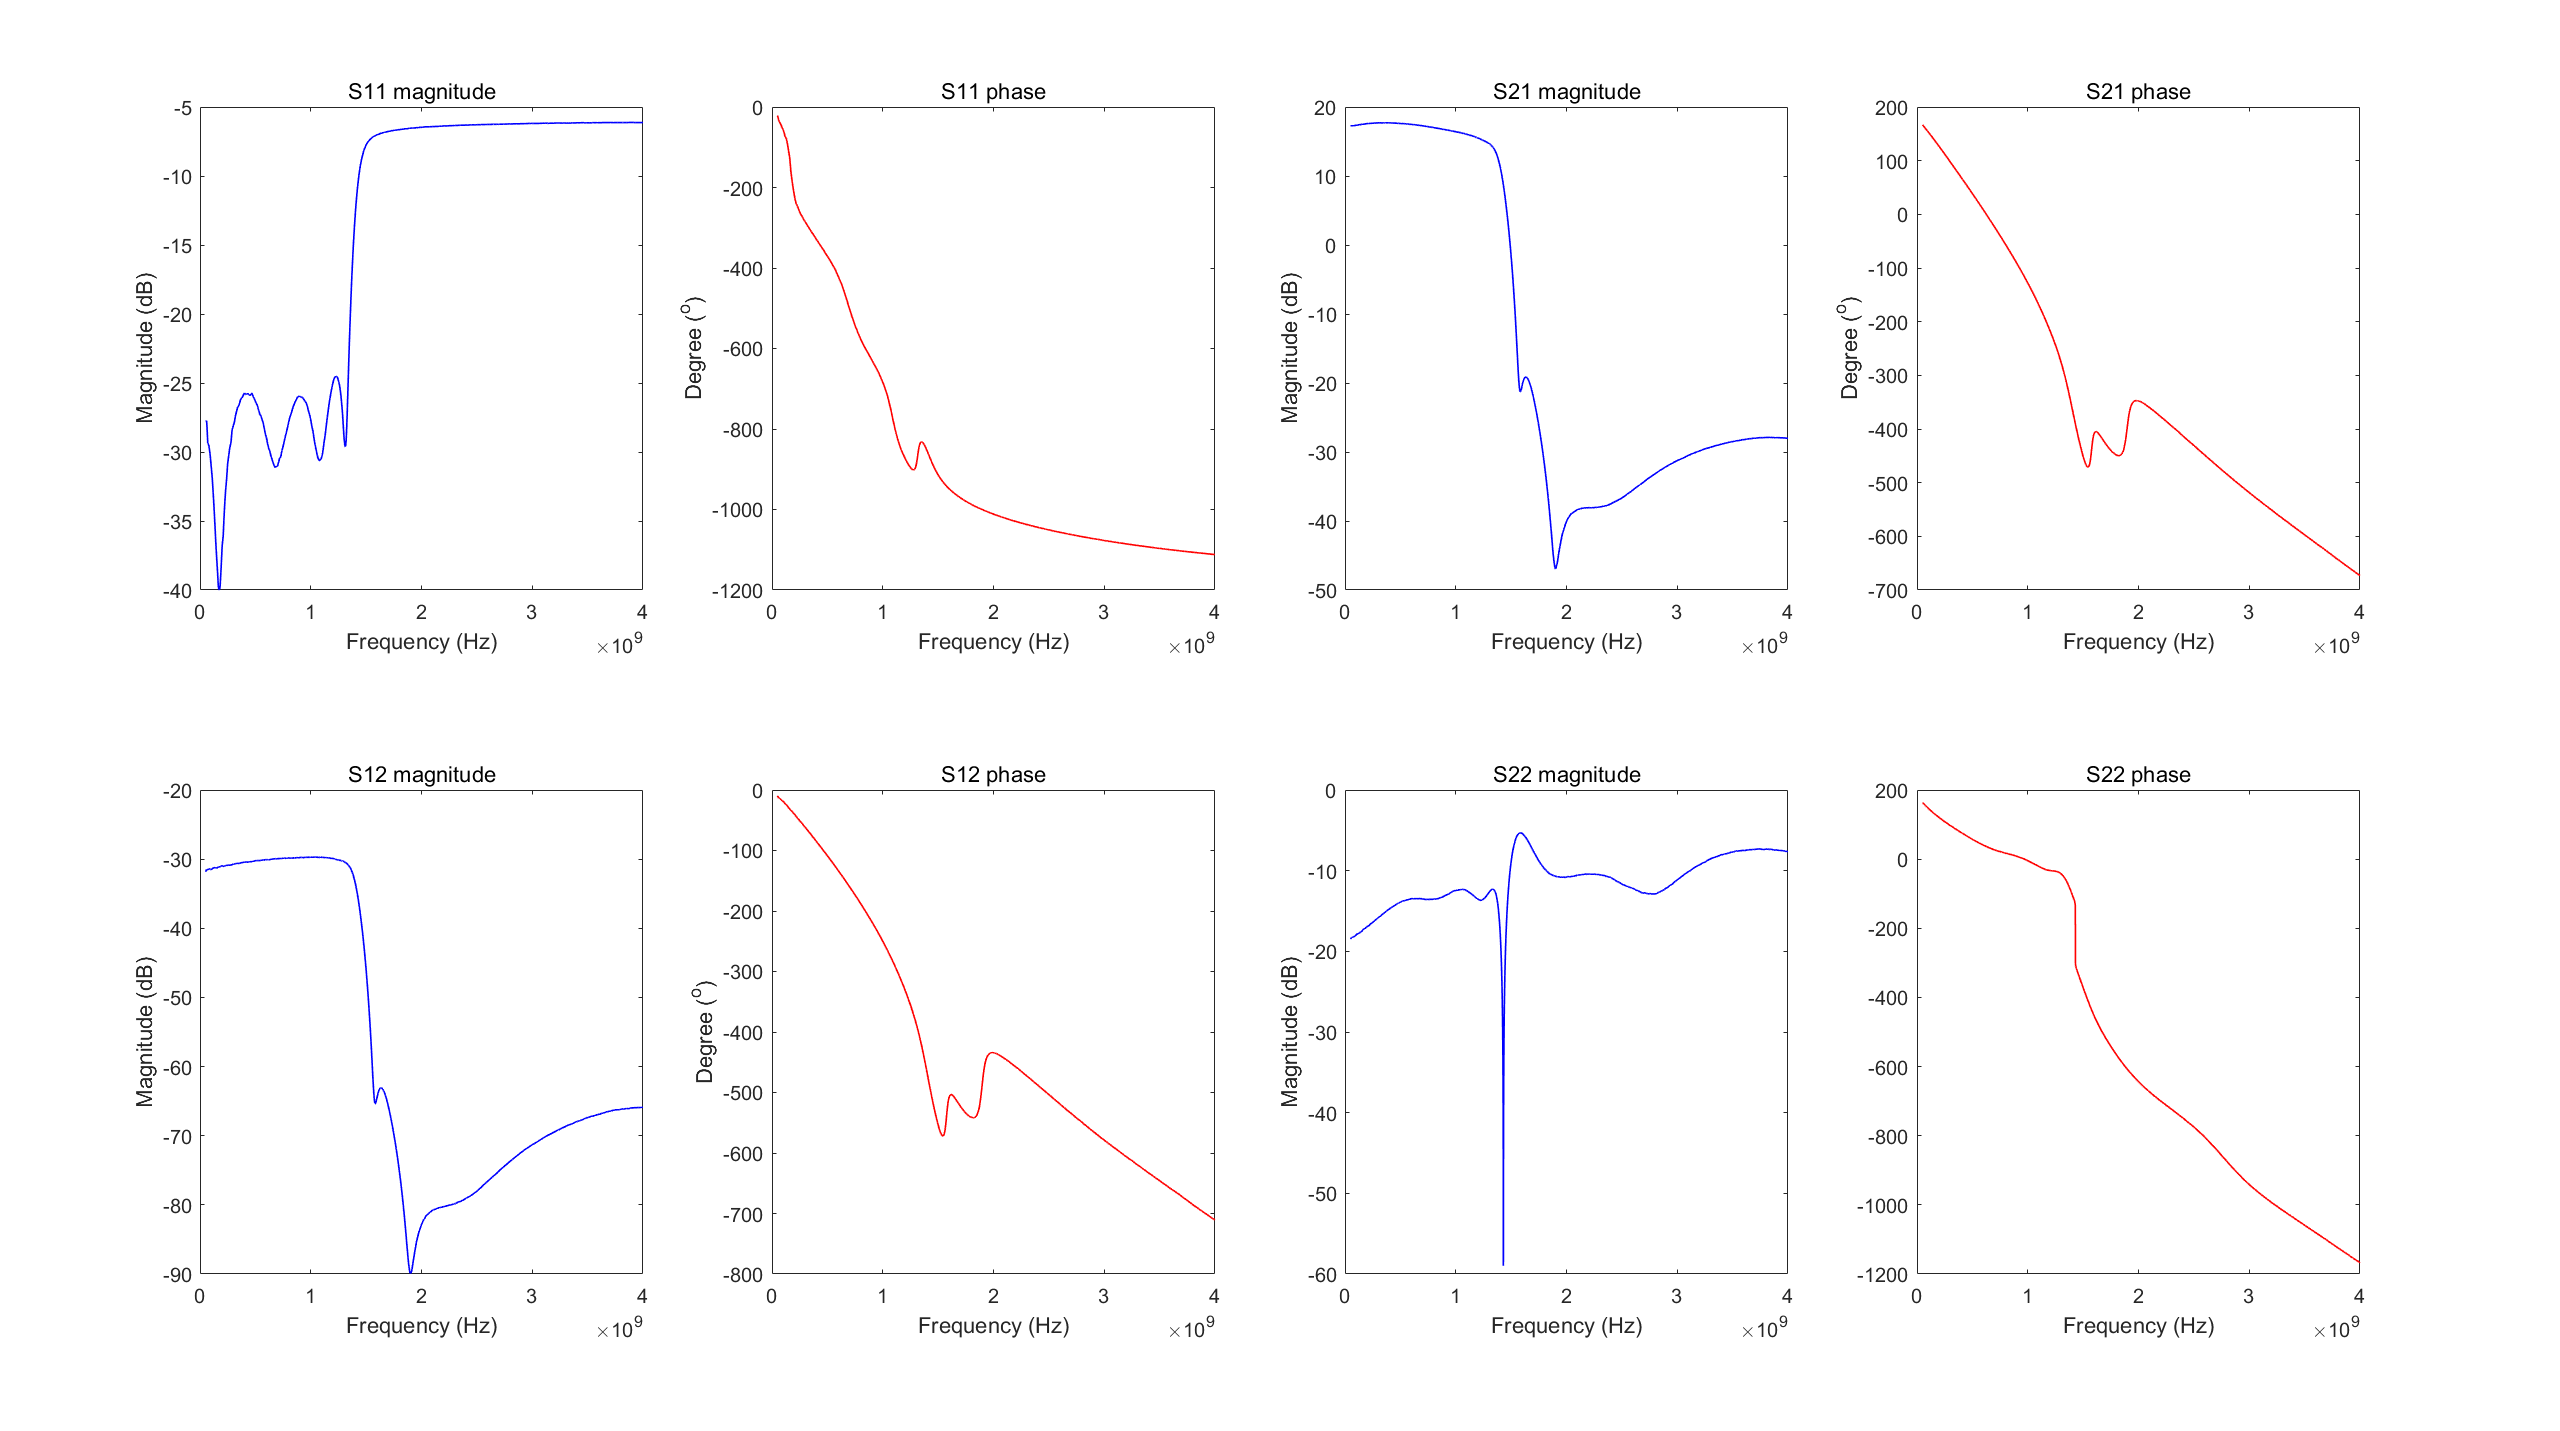 S11 magnitude
-5
-10
-15
-20
-25
-30
-35
-40
0 1 2 3 4
Magnitude (dB)
Frequency (Hz)
×10^9
S11 phase
0
-200
-400
-600
-800
-1000
-1200
0 1 2 3 4
Degree (^o)
Frequency (Hz)
×10^9
S21 magnitude
20
10
0
-10
-20
-30
-40
-50
0 1 2 3 4
Magnitude (dB)
Frequency (Hz)
×10^9
S21 phase
200
100
0
-100
-200
-300
-400
-500
-600
-700
0 1 2 3 4
Degree (^o)
Frequency (Hz)
×10^9
S12 magnitude
-20
-30
-40
-50
-60
-70
-80
-90
0 1 2 3 4
Magnitude (dB)
Frequency (Hz)
×10^9
S12 phase
0
-100
-200
-300
-400
-500
-600
-700
-800
0 1 2 3 4
Degree (^o)
Frequency (Hz)
×10^9
S22 magnitude
0
-10
-20
-30
-40
-50
-60
0 1 2 3 4
Magnitude (dB)
Frequency (Hz)
×10^9
S22 phase
200
0
-200
-400
-600
-800
-1000
-1200
0 1 2 3 4
Frequency (Hz)
×10^9